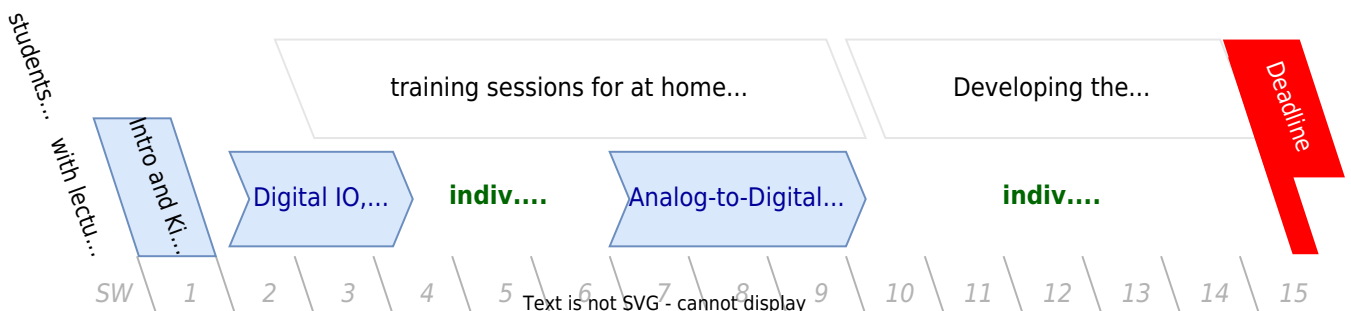 students...
training sessions for at home...
Developing the...
Deadline
with lectu...
Intro and Ki....
Digital IO,...
indiv....
Analog-to-Digital...
indiv....
SW 1 2 3 4 5 6 7 8 9 10 11 12 13 14 15
Text is not SVG - cannot display